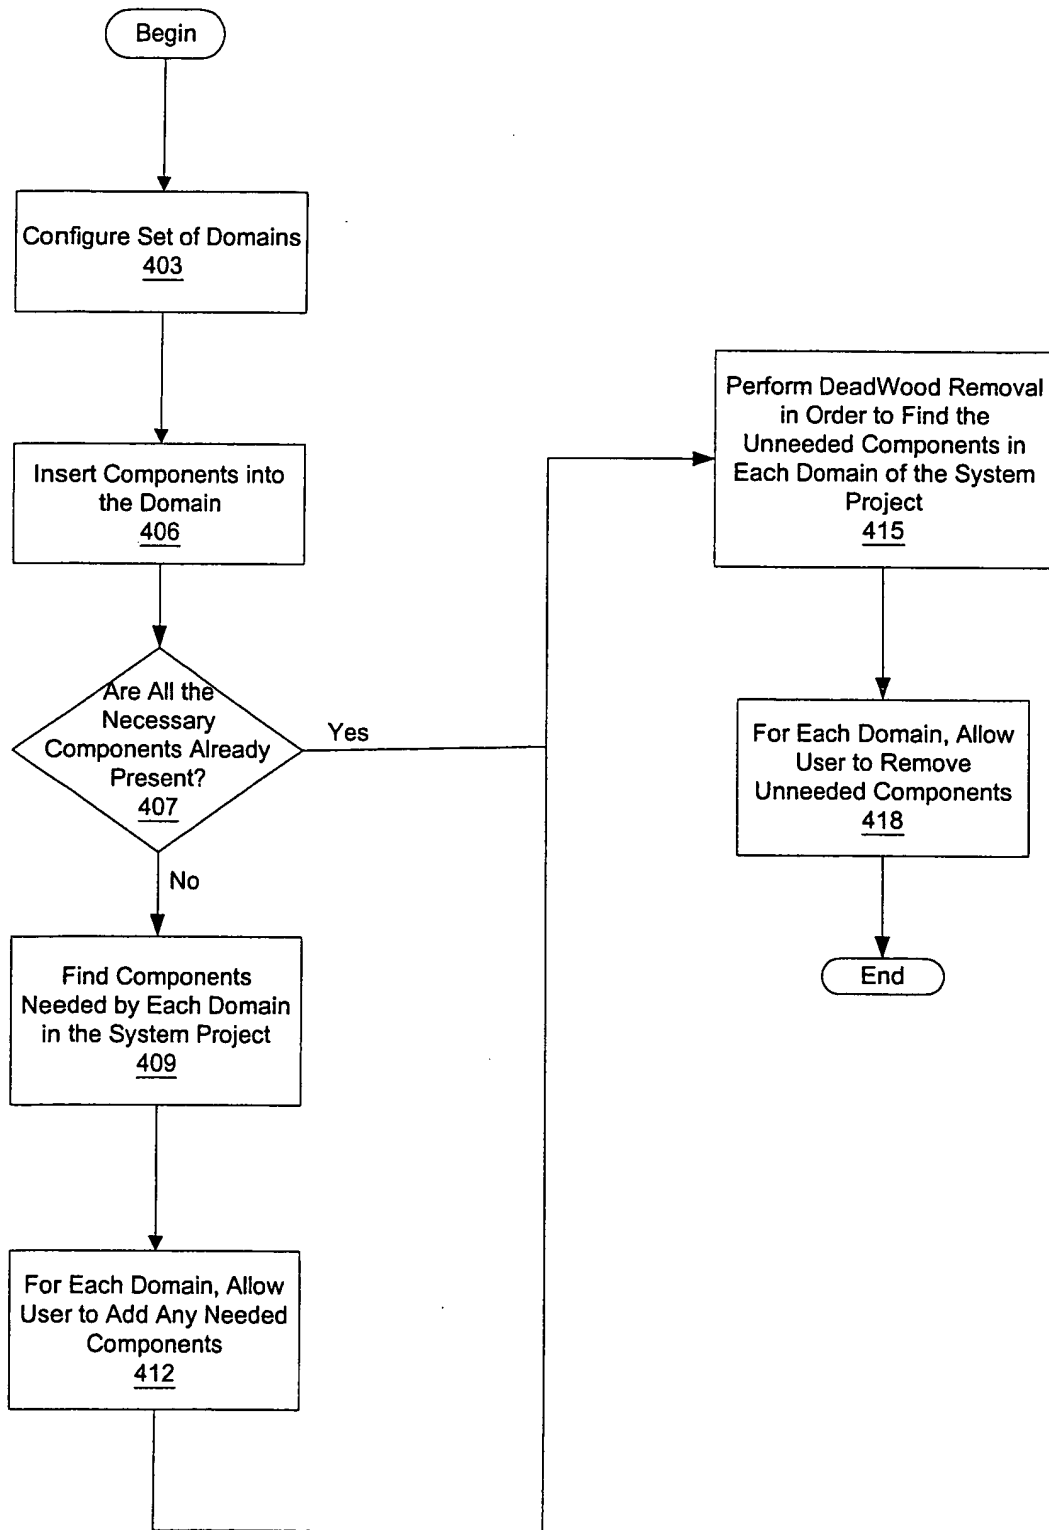 Begin
Configure Set of Domains
403
Insert Components into
the Domain
406
Are All the
Necessary
Components Already
Present?
407
Yes
No
Find Components
Needed by Each Domain
in the System Project
409
For Each Domain, Allow
User to Add Any Needed
Components
412
Perform DeadWood Removal
in Order to Find the
Unneeded Components in
Each Domain of the System
Project
415
For Each Domain, Allow
User to Remove
Unneeded Components
418
End